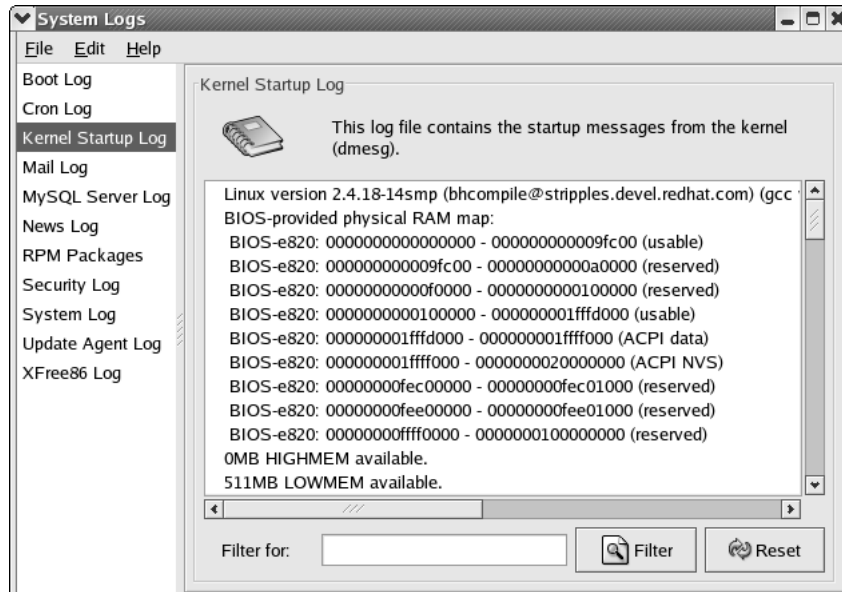 System Logs
File Edit Help
Boot Log
Cron Log
Kernel Startup Log
Mail Log
MySQL Server Log
News Log
RPM Packages
Security Log
System Log
Update Agent Log
XFree86 Log
Kernel Startup Log
This log file contains the startup messages from the kernel
(dmesg).
Linux version 2.4.18-14smp (bhcompile@stripples.devel.redhat.com) (gcc
BIOS-provided physical RAM map:
BIOS-e820: 0000000000000000 - 000000000009fc00 (usable)
BIOS-e820: 000000000009fc00 - 00000000000a0000 (reserved)
BIOS-e820: 00000000000f0000 - 0000000000100000 (reserved)
BIOS-e820: 0000000000100000 - 000000001fffd000 (usable)
BIOS-e820: 000000001fffd000 - 000000001ffff000 (ACPI data)
BIOS-e820: 000000001ffff000 - 0000000020000000 (ACPI NVS)
BIOS-e820: 00000000fec00000 - 00000000fec01000 (reserved)
BIOS-e820: 00000000fee00000 - 00000000fee01000 (reserved)
BIOS-e820: 00000000ffff0000 - 0000000100000000 (reserved)
0MB HIGHMEM available.
511MB LOWMEM available.
Filter for: Filter Reset